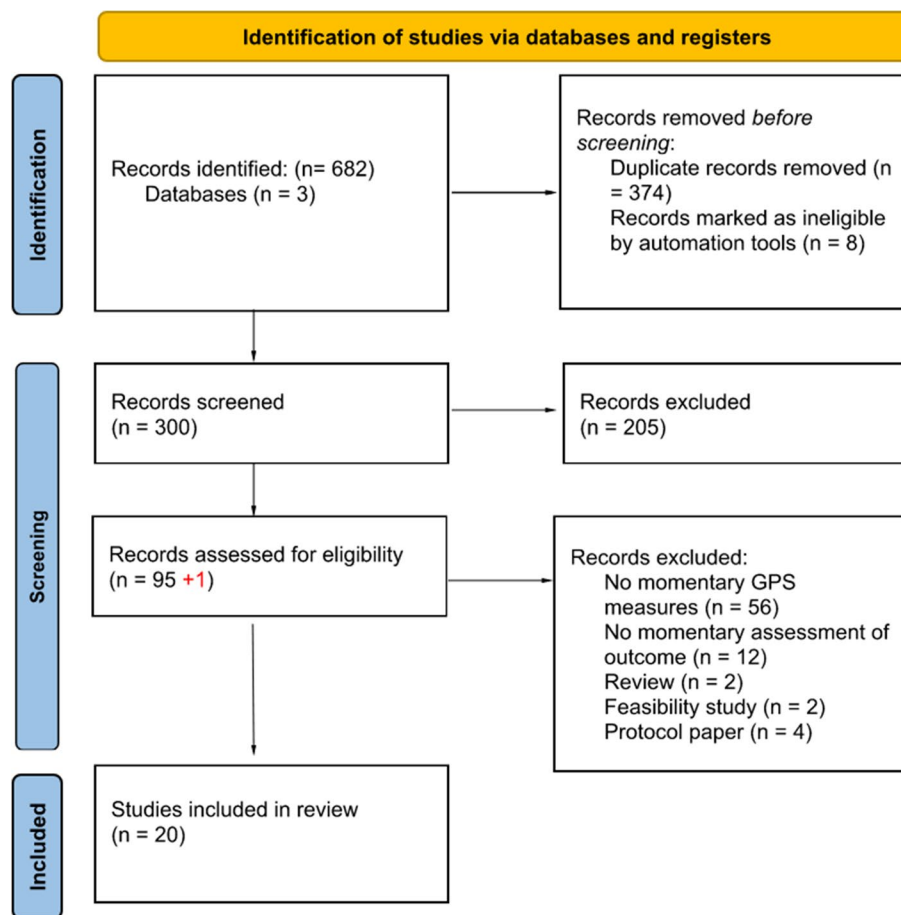 Identification of studies via databases and registers
Identification
Records identified: (n= 682)
Databases (n = 3)
Records removed before
screening:
Duplicate records removed (n
= 374)
Records marked as ineligible
by automation tools (n = 8)
Screening
Records screened
(n = 300)
Records excluded
(n = 205)
Records assessed for eligibility
(n = 95 +1)
Records excluded:
No momentary GPS
measures (n = 56)
No momentary assessment of
outcome (n = 12)
Review (n = 2)
Feasibility study (n = 2)
Protocol paper (n = 4)
Included
Studies included in review
(n = 20)